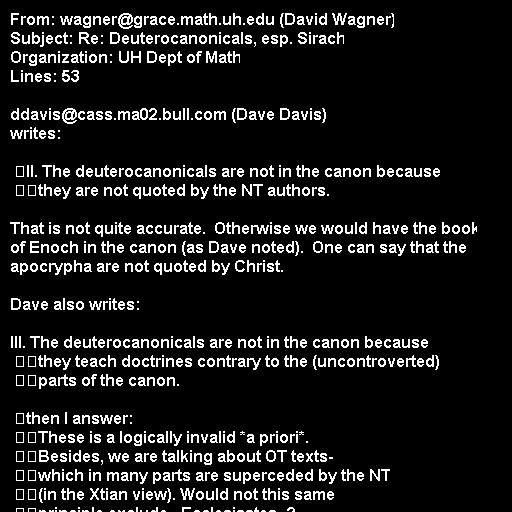 From: wagner@grace.math.uh.edu (David Wagner)
Subject: Re: Deuterocanonicals, esp. Sirach
Organization: UH Dept of Math
Lines: 53

ddavis@cass.ma02.bull.com (Dave Davis)
writes:

□II. The deuterocanonicals are not in the canon because
□□they are not quoted by the NT authors.

That is not quite accurate.  Otherwise we would have the book
of Enoch in the canon (as Dave noted).  One can say that the
apocrypha are not quoted by Christ.

Dave also writes:

III. The deuterocanonicals are not in the canon because
□□they teach doctrines contrary to the (uncontroverted)
□□parts of the canon.

□then I answer:
□□These is a logically invalid *a priori*.
□□Besides, we are talking about OT texts-
□□which in many parts are superceded by the NT
□□(in the Xtian view). Would not this same
□□principle exclude